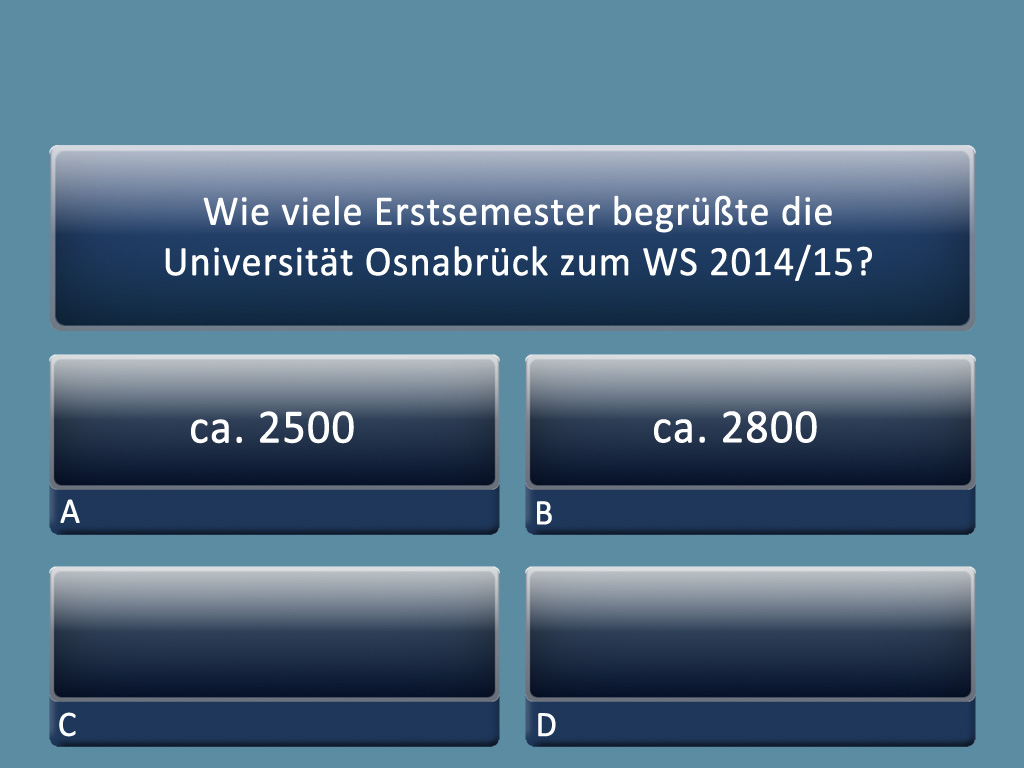 Wie viele Erstsemester begrüßte die
Universität Osnabrück zum WS 2014/15?
ca. 2500
ca. 2800
A
B
C
D